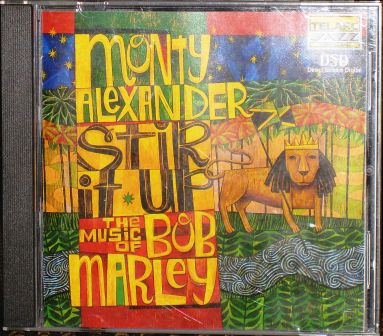 MONTY
ALEXANDER
STIR
it · UP
THE
MUSIC
OF
BOB
MARLEY
TELARC
JAZZ
DSD
Direct Stream Digital